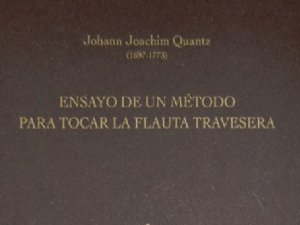 Johann Joachim Quantz
(1697-1773)
ENSAYO DE UN MÉTODO
PARA TOCAR LA FLAUTA TRAVESERA